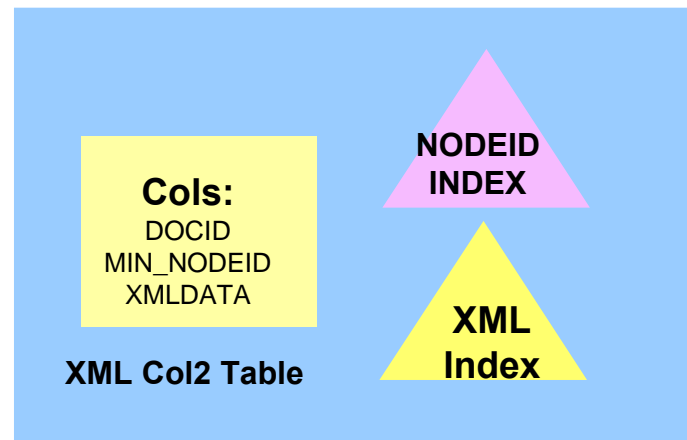 Cols:
DOCID
MIN_NODEID
XMLDATA
XML Col2 Table
NODEID
INDEX
XML
Index